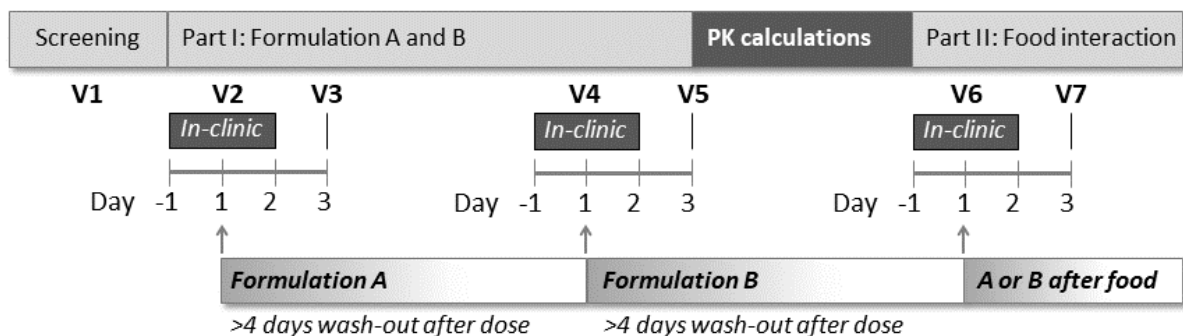 Screening Part I: Formulation A and B PK calculations Part II: Food interaction
V1 V2 V3 V4 V5 V6 V7
In-clinic In-clinic In-clinic
Day -1 1 2 3 Day -1 1 2 3 Day -1 1 2 3
Formulation A Formulation B A or B after food
>4 days wash-out after dose >4 days wash-out after dose